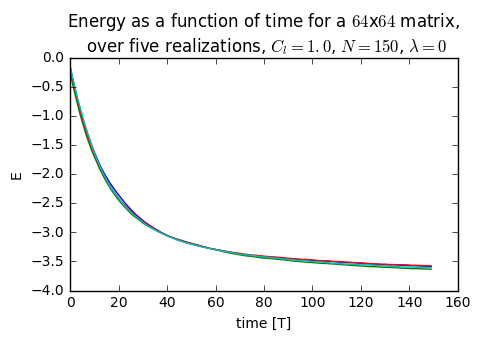 Energy as a function of time for a 64x64 matrix,
over five realizations, C_l = 1.0, N = 150, λ = 0
0.0
−0.5
−1.0
−1.5
−2.0
−2.5
−3.0
−3.5
−4.0
E
0 20 40 60 80 100 120 140 160
time [T]